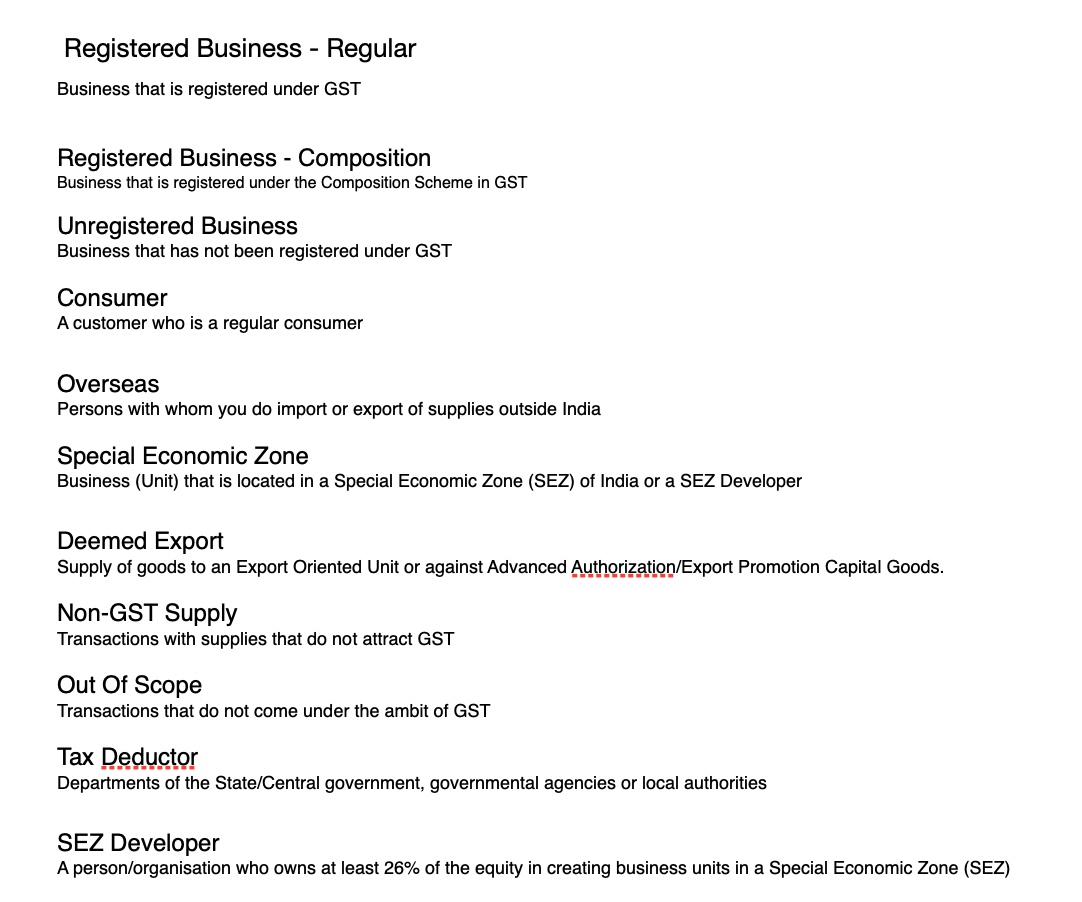 Registered Business - Regular
Business that is registered under GST
Registered Business - Composition
Business that is registered under the Composition Scheme in GST
Unregistered Business
Business that has not been registered under GST
Consumer
A customer who is a regular consumer
Overseas
Persons with whom you do import or export of supplies outside India
Special Economic Zone
Business (Unit) that is located in a Special Economic Zone (SEZ) of India or a SEZ Developer
Deemed Export
Supply of goods to an Export Oriented Unit or against Advanced Authorization/Export Promotion Capital Goods.
Non-GST Supply
Transactions with supplies that do not attract GST
Out Of Scope
Transactions that do not come under the ambit of GST
Tax Deductor
Departments of the State/Central government, governmental agencies or local authorities
SEZ Developer
A person/organisation who owns at least 26% of the equity in creating business units in a Special Economic Zone (SEZ)